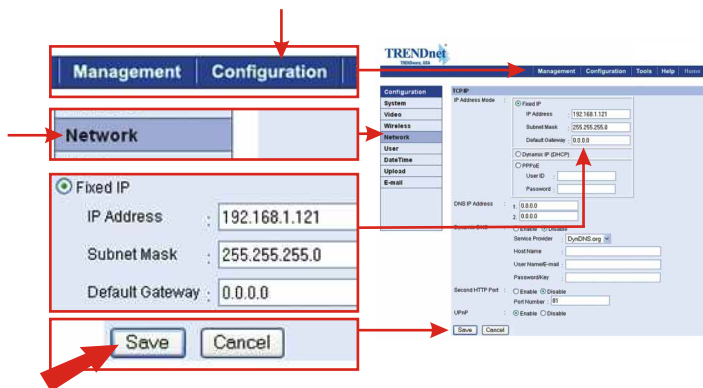 Management Configuration
Network
Fixed IP
IP Address : 192.168.1.121
Subnet Mask : 255.255.255.0
Default Gateway : 0.0.0.0
Save Cancel
TRENDnet
TRENDware, USA
Management Configuration Tools Help Home
Configuration
System
Video
Wireless
Network
User
DateTime
Upload
E-mail
TCP/IP
IP Address Mode :
Fixed IP
IP Address : 192.168.1.121
Subnet Mask : 255.255.255.0
Default Gateway : 0.0.0.0
Dynamic IP (DHCP)
PPPoE
User ID :
Password :
DNS IP Address : 1. 0.0.0.0
2. 0.0.0.0
Dynamic DNS : Enable Disable
Service Provider : DynDNS.org
Host Name :
User Name/E-mail :
Password/Key :
Second HTTP Port : Enable Disable
Port Number : 81
UPnP : Enable Disable
Save Cancel